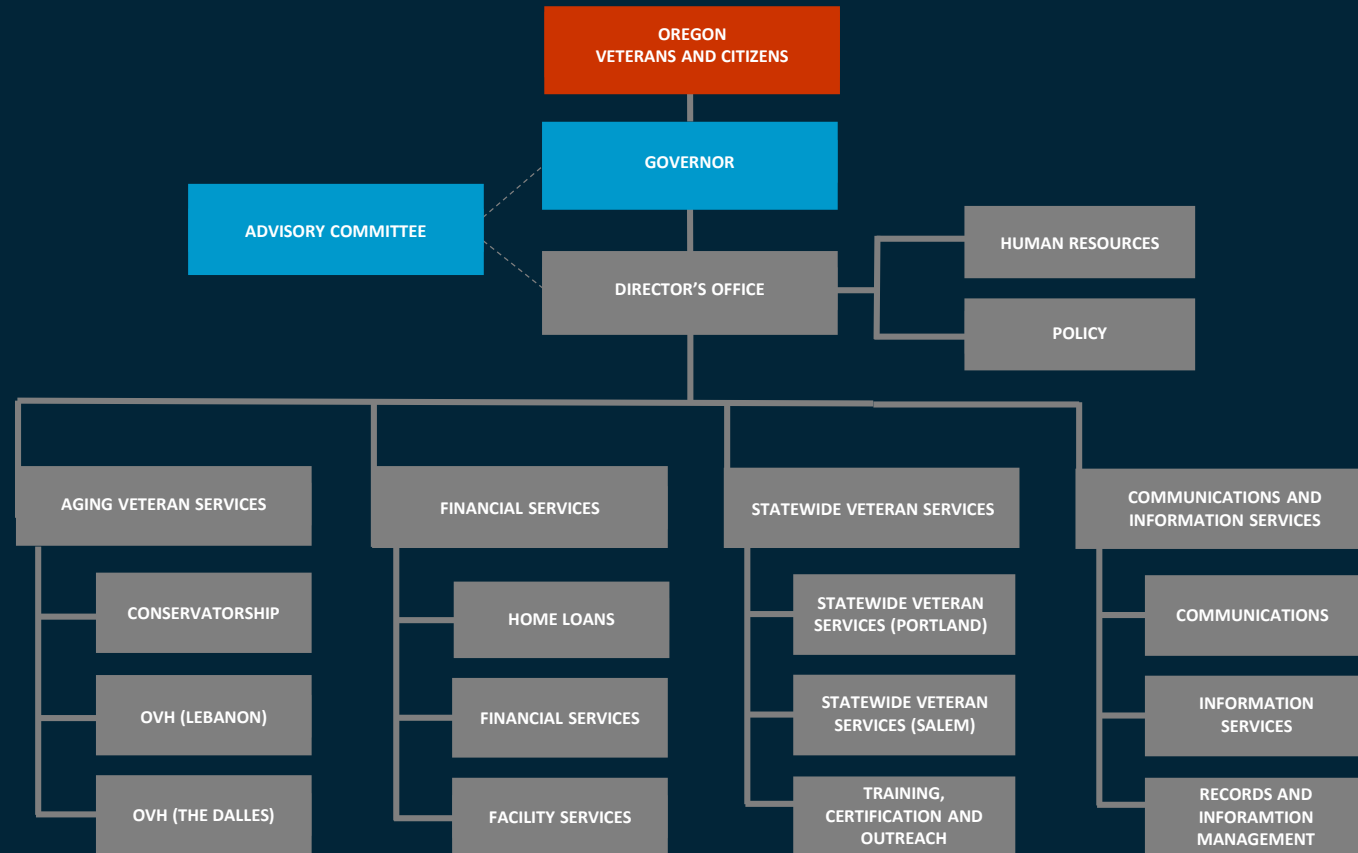 OREGON
VETERANS AND CITIZENS
GOVERNOR
ADVISORY COMMITTEE
HUMAN RESOURCES
DIRECTOR’S OFFICE
POLICY
AGING VETERAN SERVICES
FINANCIAL SERVICES
STATEWIDE VETERAN SERVICES
COMMUNICATIONS AND
INFORMATION SERVICES
CONSERVATORSHIP
OVH (LEBANON)
OVH (THE DALLES)
HOME LOANS
FINANCIAL SERVICES
FACILITY SERVICES
STATEWIDE VETERAN
SERVICES (PORTLAND)
STATEWIDE VETERAN
SERVICES (SALEM)
TRAINING,
CERTIFICATION AND
OUTREACH
COMMUNICATIONS
INFORMATION
SERVICES
RECORDS AND
INFORAMTION
MANAGEMENT